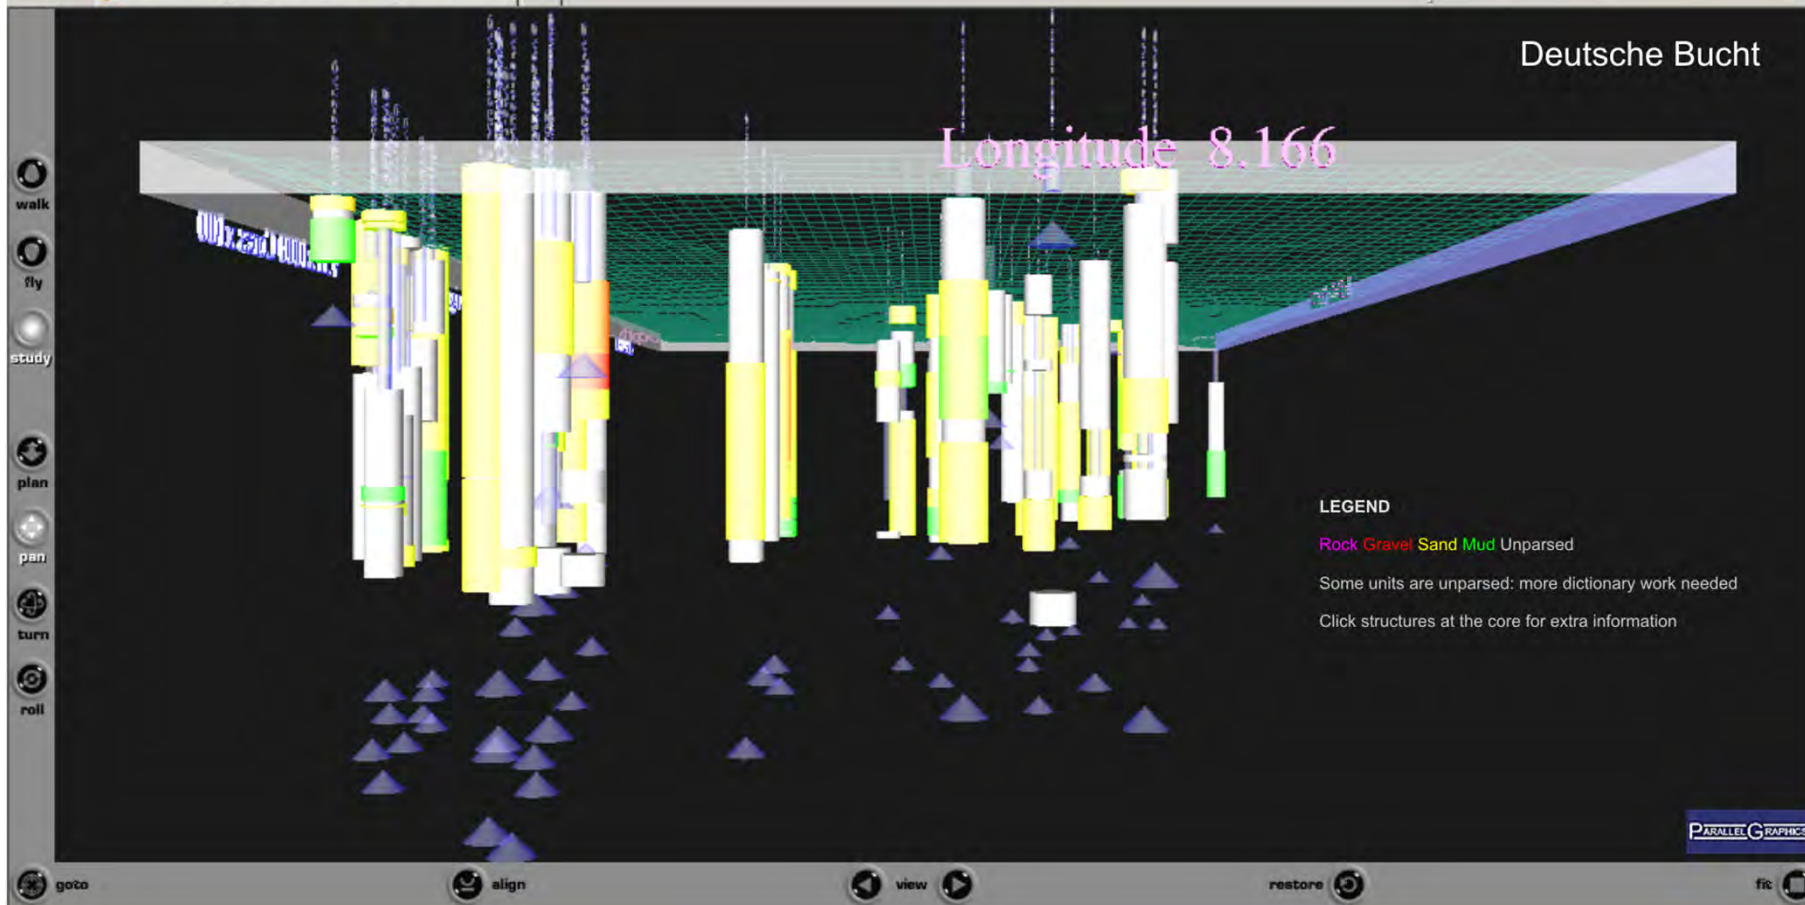 Deutsche Bucht
Longitude 8.166
walk
fly
study
plan
pan
turn
roll
LEGEND
Rock Gravel Sand Mud Unparsed
Some units are unparsed: more dictionary work needed
Click structures at the core for extra information
PARALLELGRAPHICS
goto
align
view
restore
fit